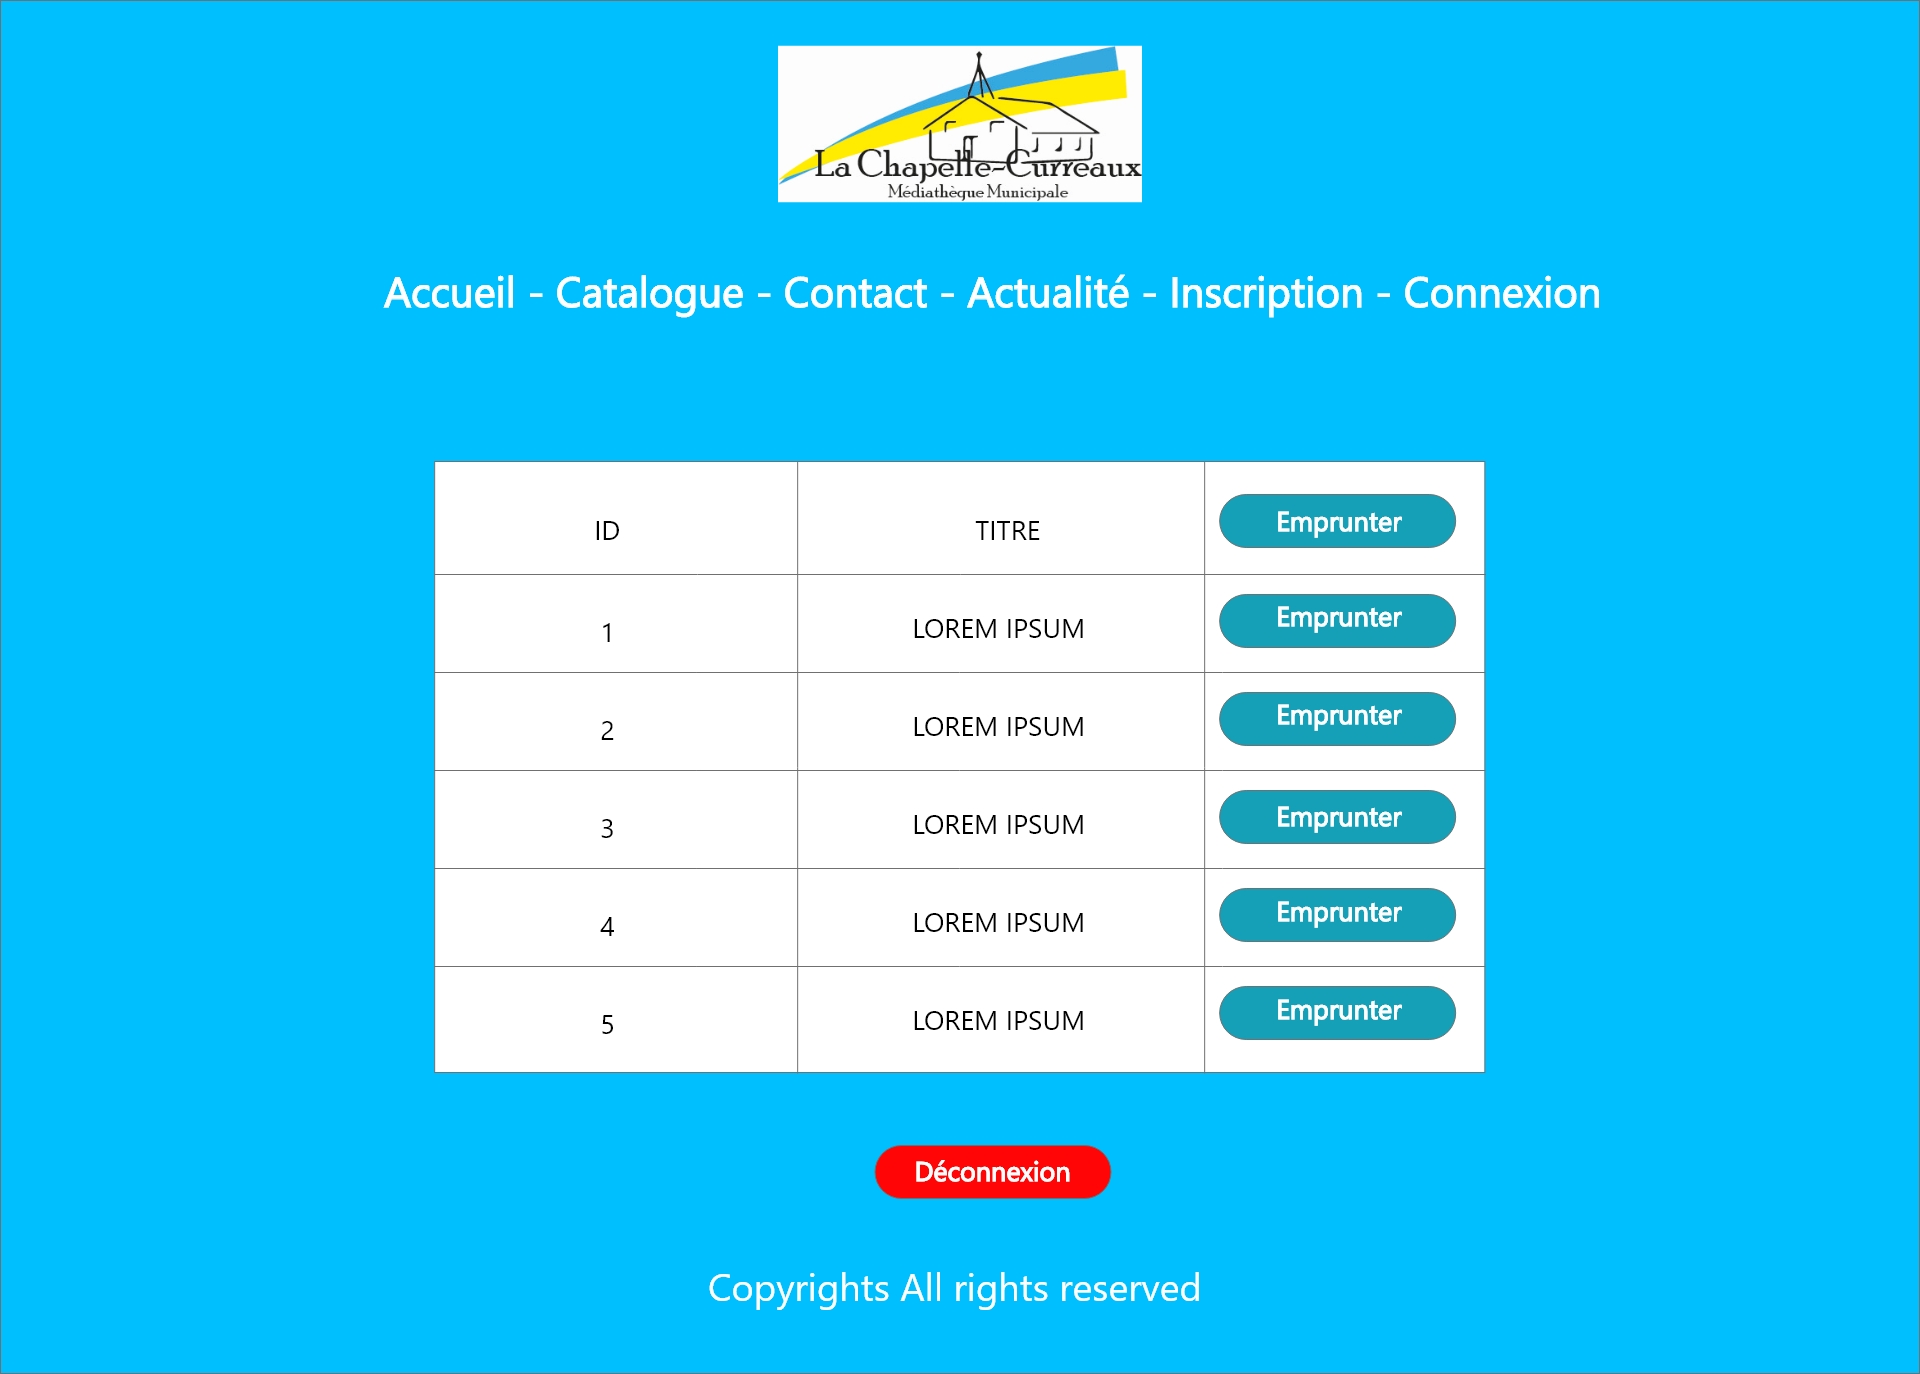 La Chapelle-Curreaux
Médiathèque Municipale
Accueil - Catalogue - Contact - Actualité - Inscription - Connexion
ID TITRE Emprunter
1 LOREM IPSUM Emprunter
2 LOREM IPSUM Emprunter
3 LOREM IPSUM Emprunter
4 LOREM IPSUM Emprunter
5 LOREM IPSUM Emprunter
Déconnexion
Copyrights All rights reserved